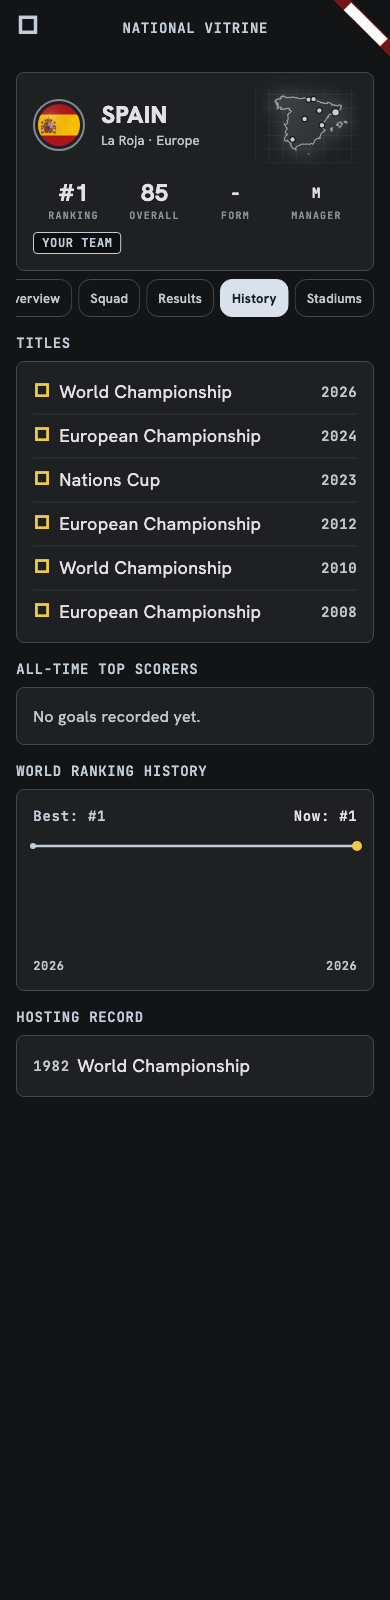 NATIONAL VITRINE
SPAIN
La Roja · Europe
#1 85 - M
RANKING OVERALL FORM MANAGER
YOUR TEAM
verview Squad Results History Stadiums
TITLES
World Championship 2026
European Championship 2024
Nations Cup 2023
European Championship 2012
World Championship 2010
European Championship 2008
ALL-TIME TOP SCORERS
No goals recorded yet.
WORLD RANKING HISTORY
Best: #1 Now: #1
2026 2026
HOSTING RECORD
1982 World Championship